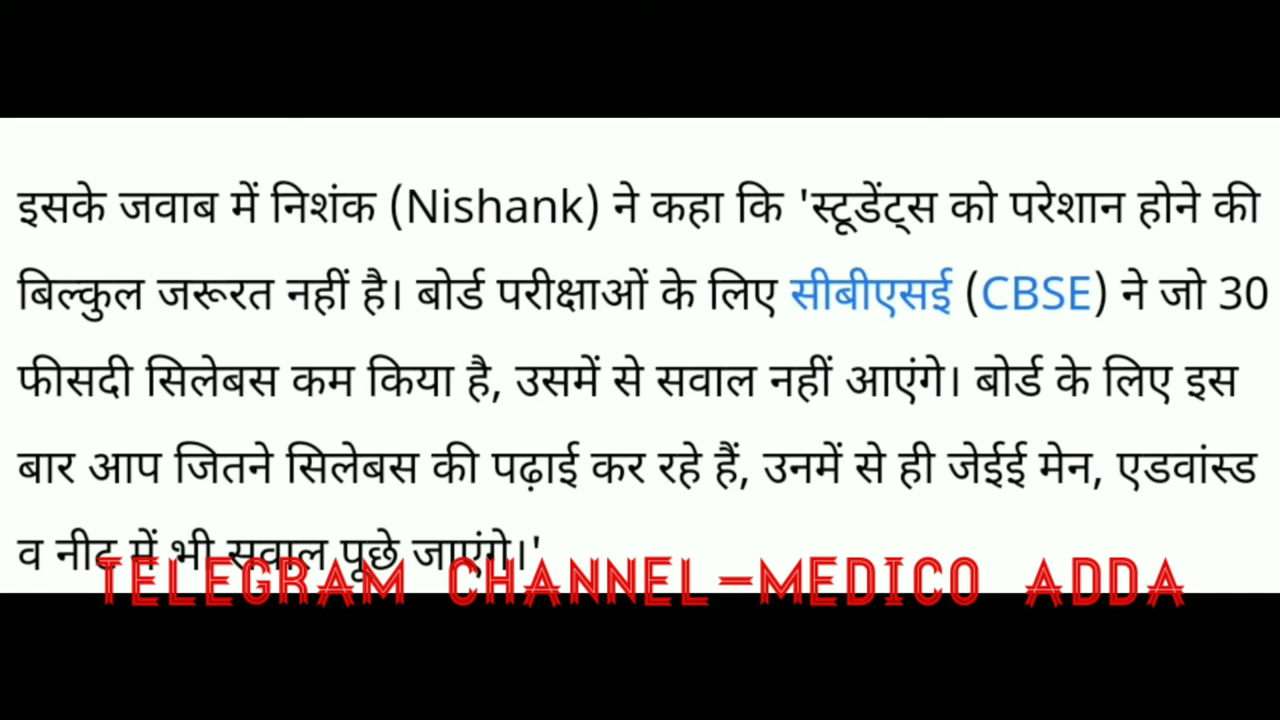 इसके जवाब में निशंक (Nishank) ने कहा कि 'स्टूडेंट्स को परेशान होने की
बिल्कुल जरूरत नहीं है। बोर्ड परीक्षाओं के लिए सीबीएसई (CBSE) ने जो 30
फीसदी सिलेबस कम किया है, उसमें से सवाल नहीं आएंगे। बोर्ड के लिए इस
बार आप जितने सिलेबस की पढ़ाई कर रहे हैं, उनमें से ही जेईई मेन, एडवांस्ड
व नीट में भी सवाल पूछे जाएंगे।'
TELEGRAM CHANNEL-MEDICO ADDA